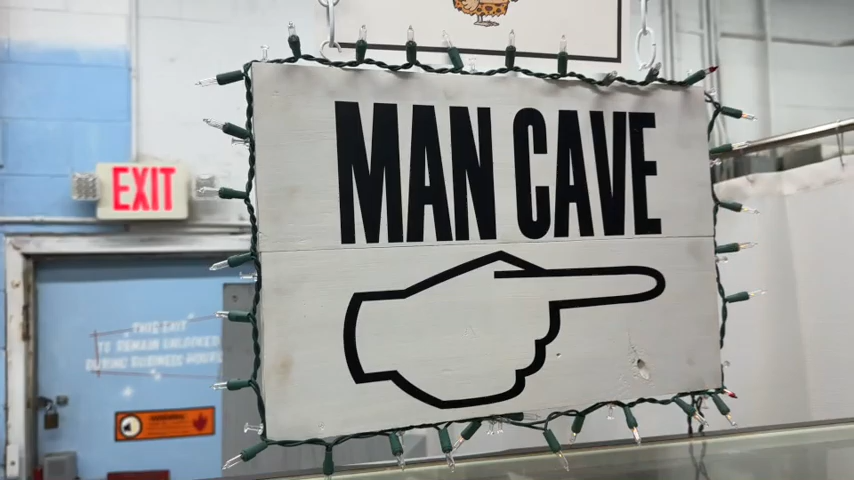 MAN CAVE
EXIT
THIS EXIT
TO REMAIN UNLOCKED
DURING BUSINESS HOURS